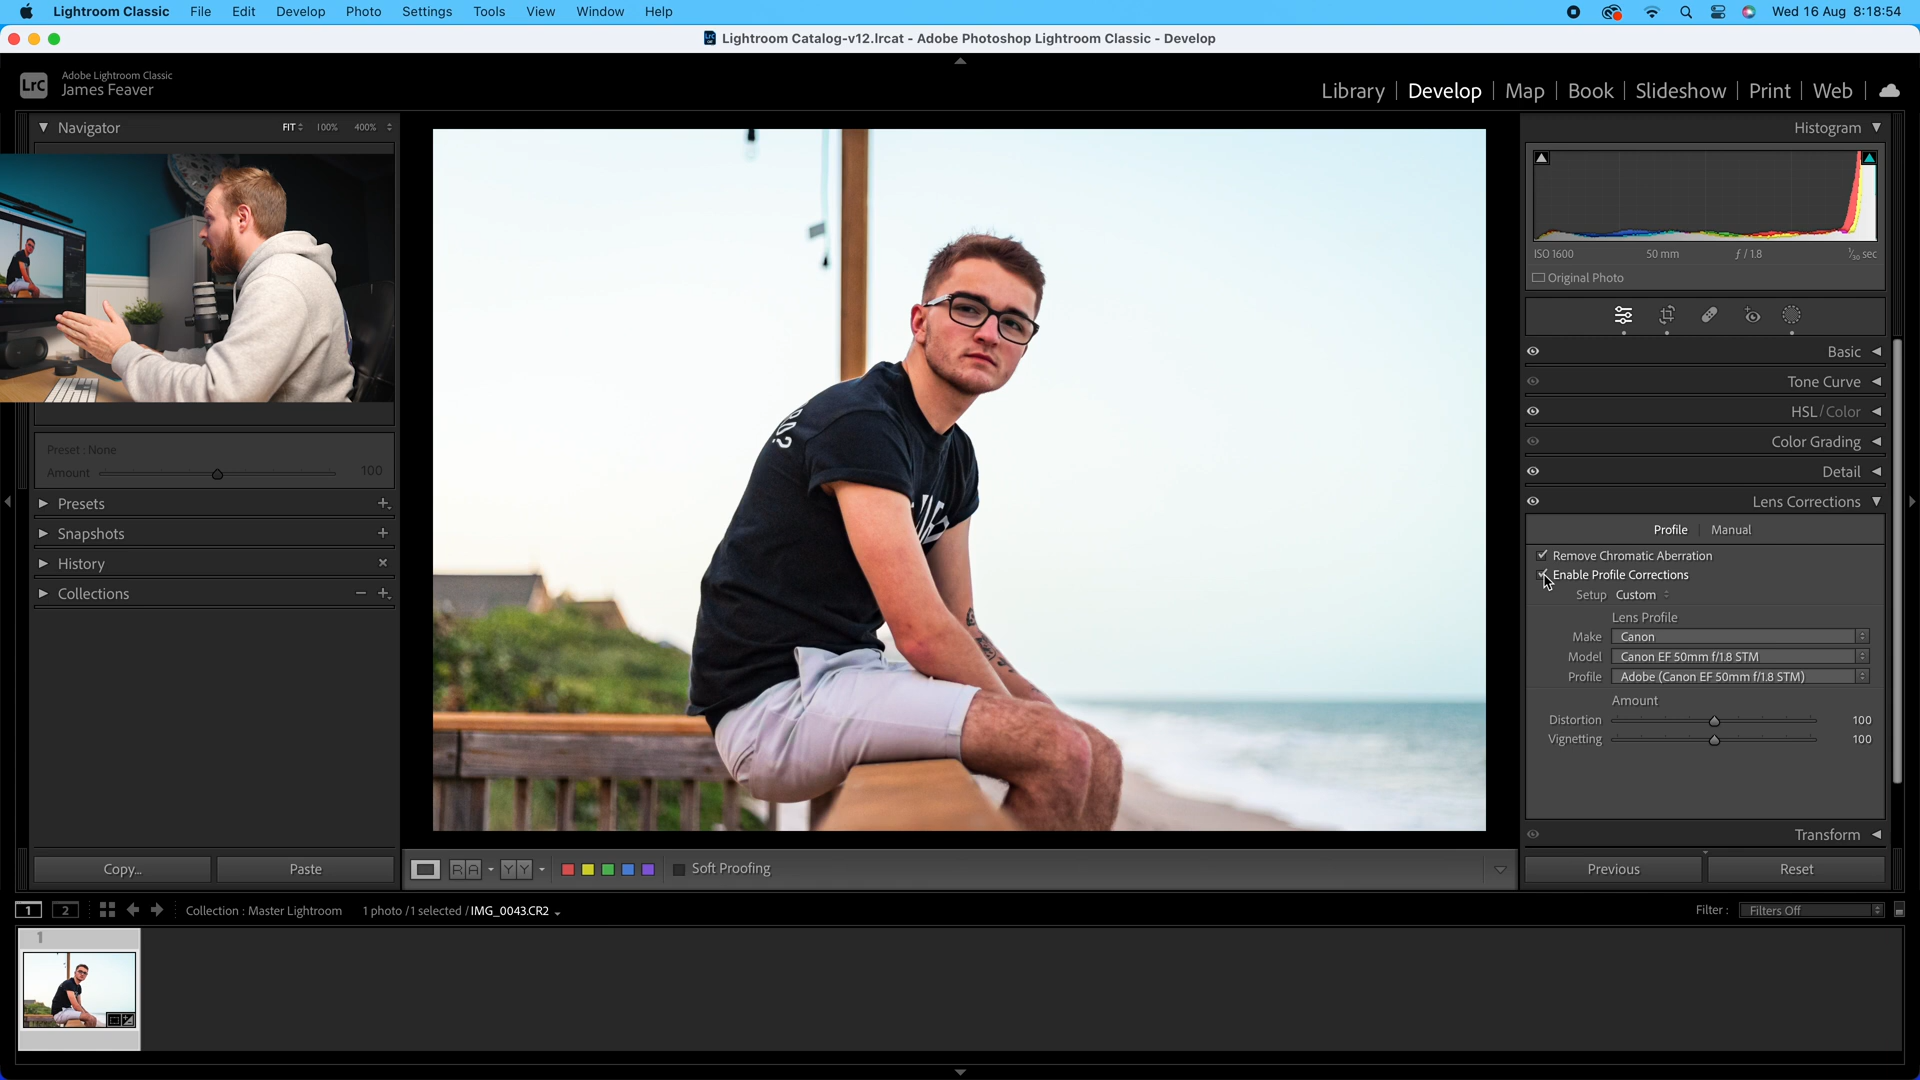 Lightroom Classic File Edit Develop Photo Settings Tools View Window Help Wed 16 Aug 8:18:54
Lrc Lightroom Catalog-v12.lrcat - Adobe Photoshop Lightroom Classic - Develop
LrC Adobe Lightroom Classic
James Feaver
Library | Develop | Map | Book | Slideshow | Print | Web
Navigator FIT 100% 400%
Histogram
ISO 1600 50 mm ƒ / 1.8 1/30 sec
Original Photo
Basic
Tone Curve
HSL / Color
Color Grading
Detail
Lens Corrections
Profile | Manual
Remove Chromatic Aberration
Enable Profile Corrections
Setup Custom
Lens Profile
Make Canon
Model Canon EF 50mm f/1.8 STM
Profile Adobe (Canon EF 50mm f/1.8 STM)
Amount
Distortion 100
Vignetting 100
Transform
Previous Reset
Preset : None
Amount 100
Presets
Snapshots
History
Collections
Copy... Paste
R A Y Y Soft Proofing
1 2 Collection : Master Lightroom 1 photo / 1 selected / IMG_0043.CR2
Filter : Filters Off
1